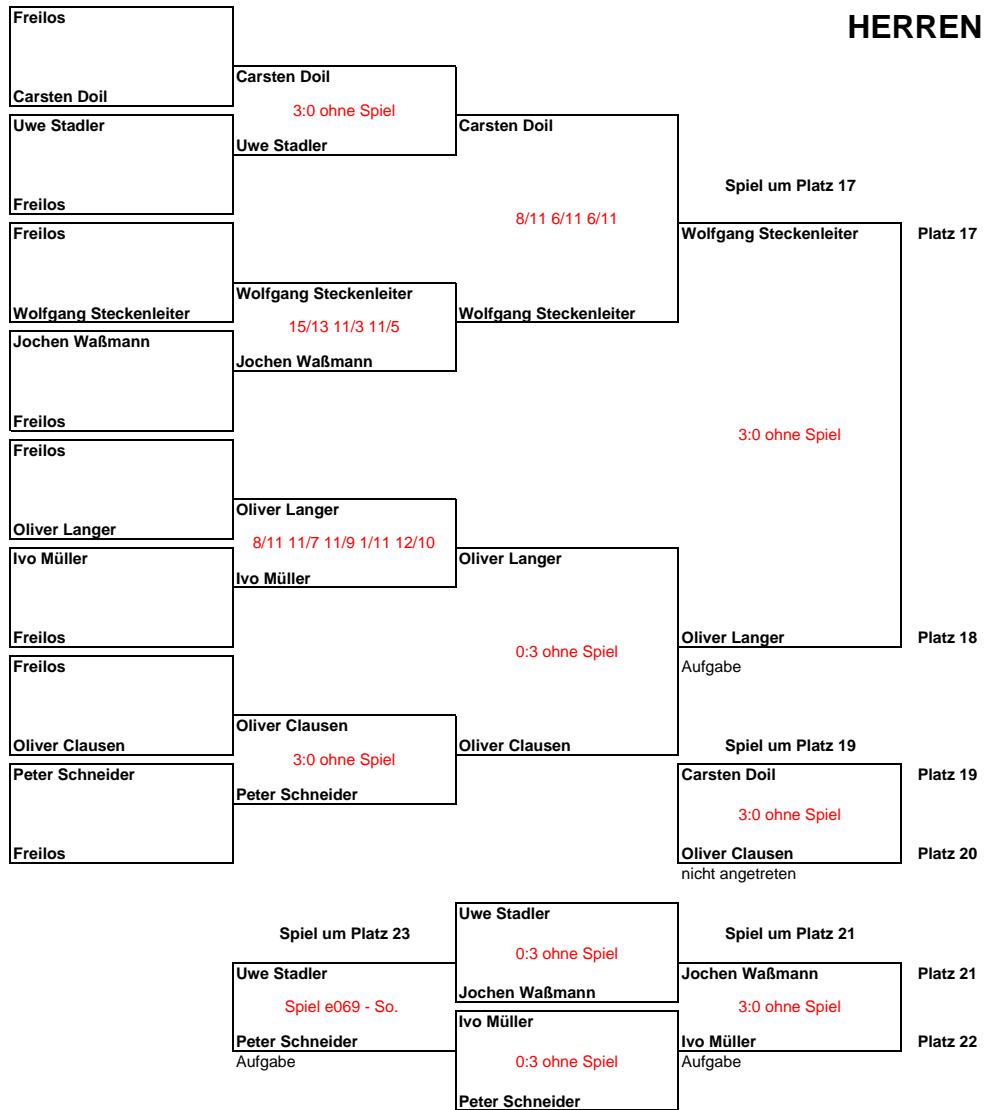 Freilos
HERREN
Carsten Doil
Carsten Doil
3:0 ohne Spiel
Uwe Stadler
Carsten Doil
Uwe Stadler
Spiel um Platz 17
Freilos
8/11 6/11 6/11
Freilos
Wolfgang Steckenleiter Platz 17
Wolfgang Steckenleiter
Wolfgang Steckenleiter
Wolfgang Steckenleiter
15/13 11/3 11/5
Jochen Waßmann
Jochen Waßmann
Freilos
3:0 ohne Spiel
Freilos
Oliver Langer
Oliver Langer
8/11 11/7 11/9 1/11 12/10
Ivo Müller
Oliver Langer
Ivo Müller
Freilos
Oliver Langer Platz 18
0:3 ohne Spiel
Freilos
Aufgabe
Oliver Clausen
Oliver Clausen
Oliver Clausen
Spiel um Platz 19
3:0 ohne Spiel
Peter Schneider
Carsten Doil Platz 19
Peter Schneider
3:0 ohne Spiel
Freilos
Oliver Clausen Platz 20
nicht angetreten
Uwe Stadler
Spiel um Platz 23
Spiel um Platz 21
0:3 ohne Spiel
Uwe Stadler
Jochen Waßmann Platz 21
Jochen Waßmann
Spiel e069 - So.
3:0 ohne Spiel
Ivo Müller
Peter Schneider
Ivo Müller Platz 22
Aufgabe
0:3 ohne Spiel
Aufgabe
Peter Schneider